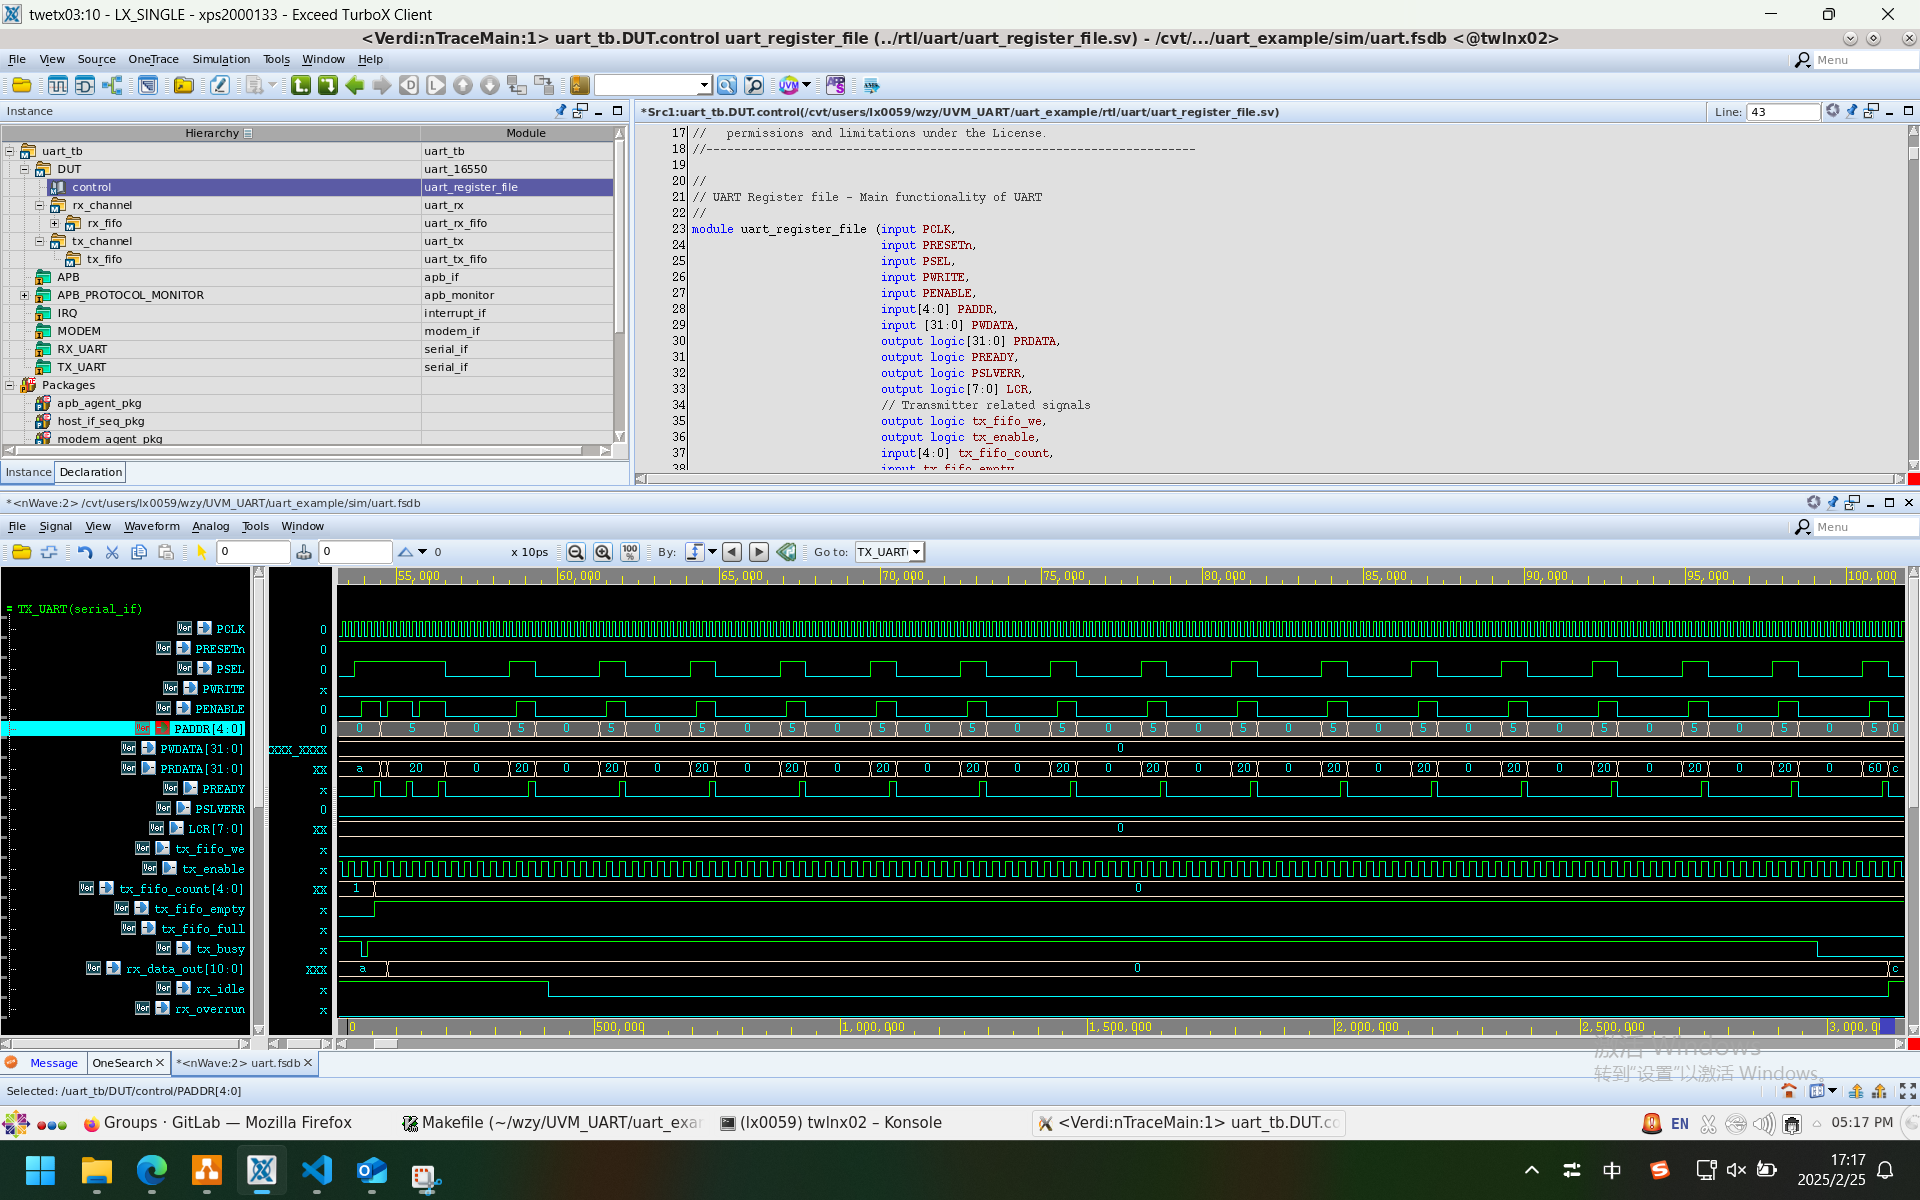 twetx03:10 - LX_SINGLE - xps2000133 - Exceed TurboX Client
<Verdi:nTraceMain:1> uart_tb.DUT.control uart_register_file (../rtl/uart/uart_register_file.sv) - /cvt/.../uart_example/sim/uart.fsdb <@twlnx02>
File View Source OneTrace Simulation Tools Window Help
Menu
Instance
Hierarchy Module
uart_tb uart_tb
DUT uart_16550
control uart_register_file
rx_channel uart_rx
rx_fifo uart_rx_fifo
tx_channel uart_tx
tx_fifo uart_tx_fifo
APB apb_if
APB_PROTOCOL_MONITOR apb_monitor
IRQ interrupt_if
MODEM modem_if
RX_UART serial_if
TX_UART serial_if
Packages
apb_agent_pkg
host_if_seq_pkg
modem_agent_pkg
Instance Declaration
*Src1:uart_tb.DUT.control(/cvt/users/lx0059/wzy/UVM_UART/uart_example/rtl/uart/uart_register_file.sv)
Line: 43
17 //   permissions and limitations under the License.
18 //----------------------------------------------------------------------
19
20 //
21 // UART Register file - Main functionality of UART
22 //
23 module uart_register_file (input PCLK,
24 input PRESETn,
25 input PSEL,
26 input PWRITE,
27 input PENABLE,
28 input[4:0] PADDR,
29 input [31:0] PWDATA,
30 output logic[31:0] PRDATA,
31 output logic PREADY,
32 output logic PSLVERR,
33 output logic[7:0] LCR,
34 // Transmitter related signals
35 output logic tx_fifo_we,
36 output logic tx_enable,
37 input[4:0] tx_fifo_count,
38 input tx_fifo_empty
*<nWave:2> /cvt/users/lx0059/wzy/UVM_UART/uart_example/sim/uart.fsdb
File Signal View Waveform Analog Tools Window
Menu
0 0 0 x 10ps 100% By: Go to: TX_UART(
55,000 60,000 65,000 70,000 75,000 80,000 85,000 90,000 95,000 100,000
= TX_UART(serial_if)
PCLK 0
PRESETn 0
PSEL 0
PWRITE x
PENABLE 0
PADDR[4:0] 0 0 5 0 5 0 5 0 5 0 5 0 5 0 5 0 5 0 5 0 5 0 5 0 5 0 5 0 5 0 5 0 5 0 5 0
PWDATA[31:0] XXX_XXXX 0
PRDATA[31:0] XX a 20 0 20 0 20 0 20 0 20 0 20 0 20 0 20 0 20 0 20 0 20 0 20 0 20 0 20 0 20 0 20 0 60 c
PREADY x
PSLVERR 0
LCR[7:0] XX 0
tx_fifo_we x
tx_enable x
tx_fifo_count[4:0] XX 1 0
tx_fifo_empty x
tx_fifo_full x
tx_busy x
rx_data_out[10:0] XXX a 0 c
rx_idle x
rx_overrun x
0 500,000 1,000,000 1,500,000 2,000,000 2,500,000 3,000,0
激活 Windows
转到“设置”以激活 Windows。
Message OneSearch *<nWave:2> uart.fsdb
Selected: /uart_tb/DUT/control/PADDR[4:0]
Groups · GitLab — Mozilla Firefox Makefile (~/wzy/UVM_UART/uart_exar (lx0059) twlnx02 – Konsole <Verdi:nTraceMain:1> uart_tb.DUT.co EN 05:17 PM
中 17:17
2025/2/25